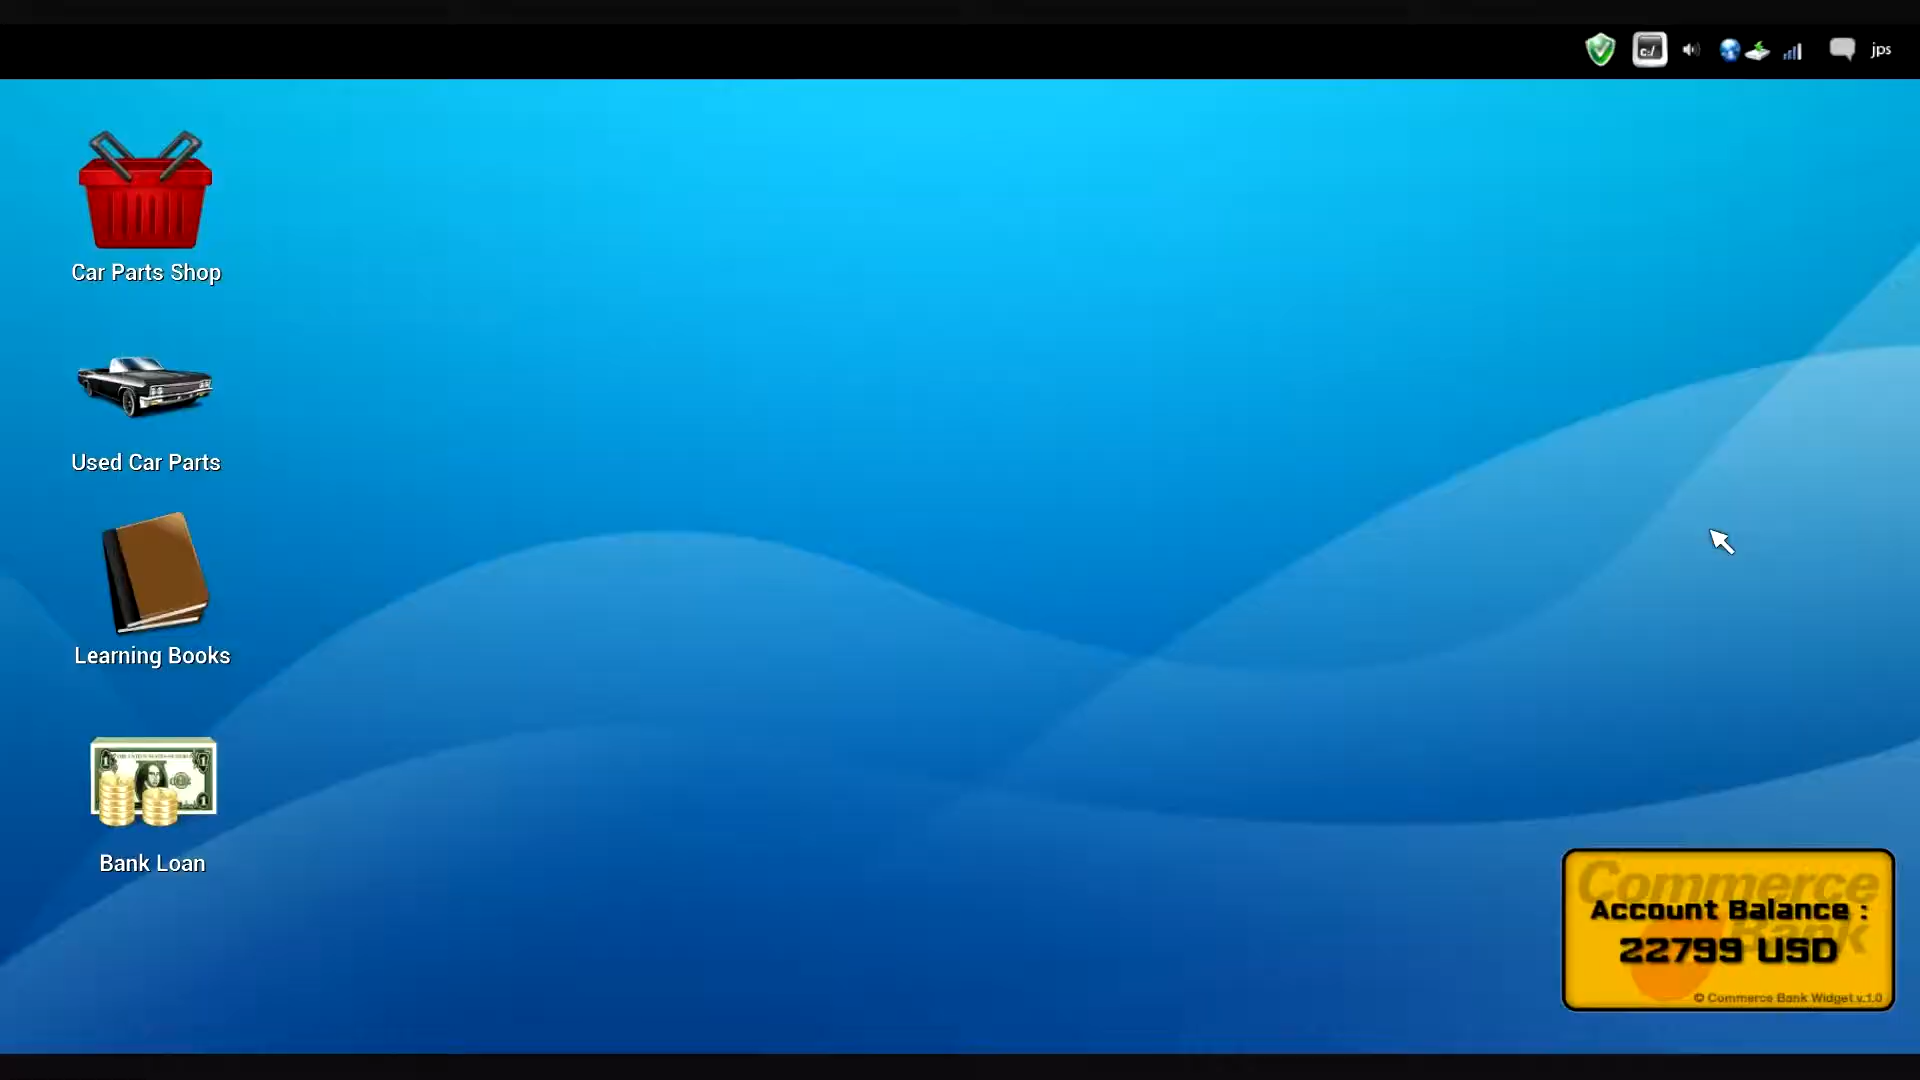 c:/
jps
Car Parts Shop
Used Car Parts
Learning Books
Bank Loan
Commerce
Bank
Account Balance :
22799 USD
© Commerce Bank Widget v.1.0